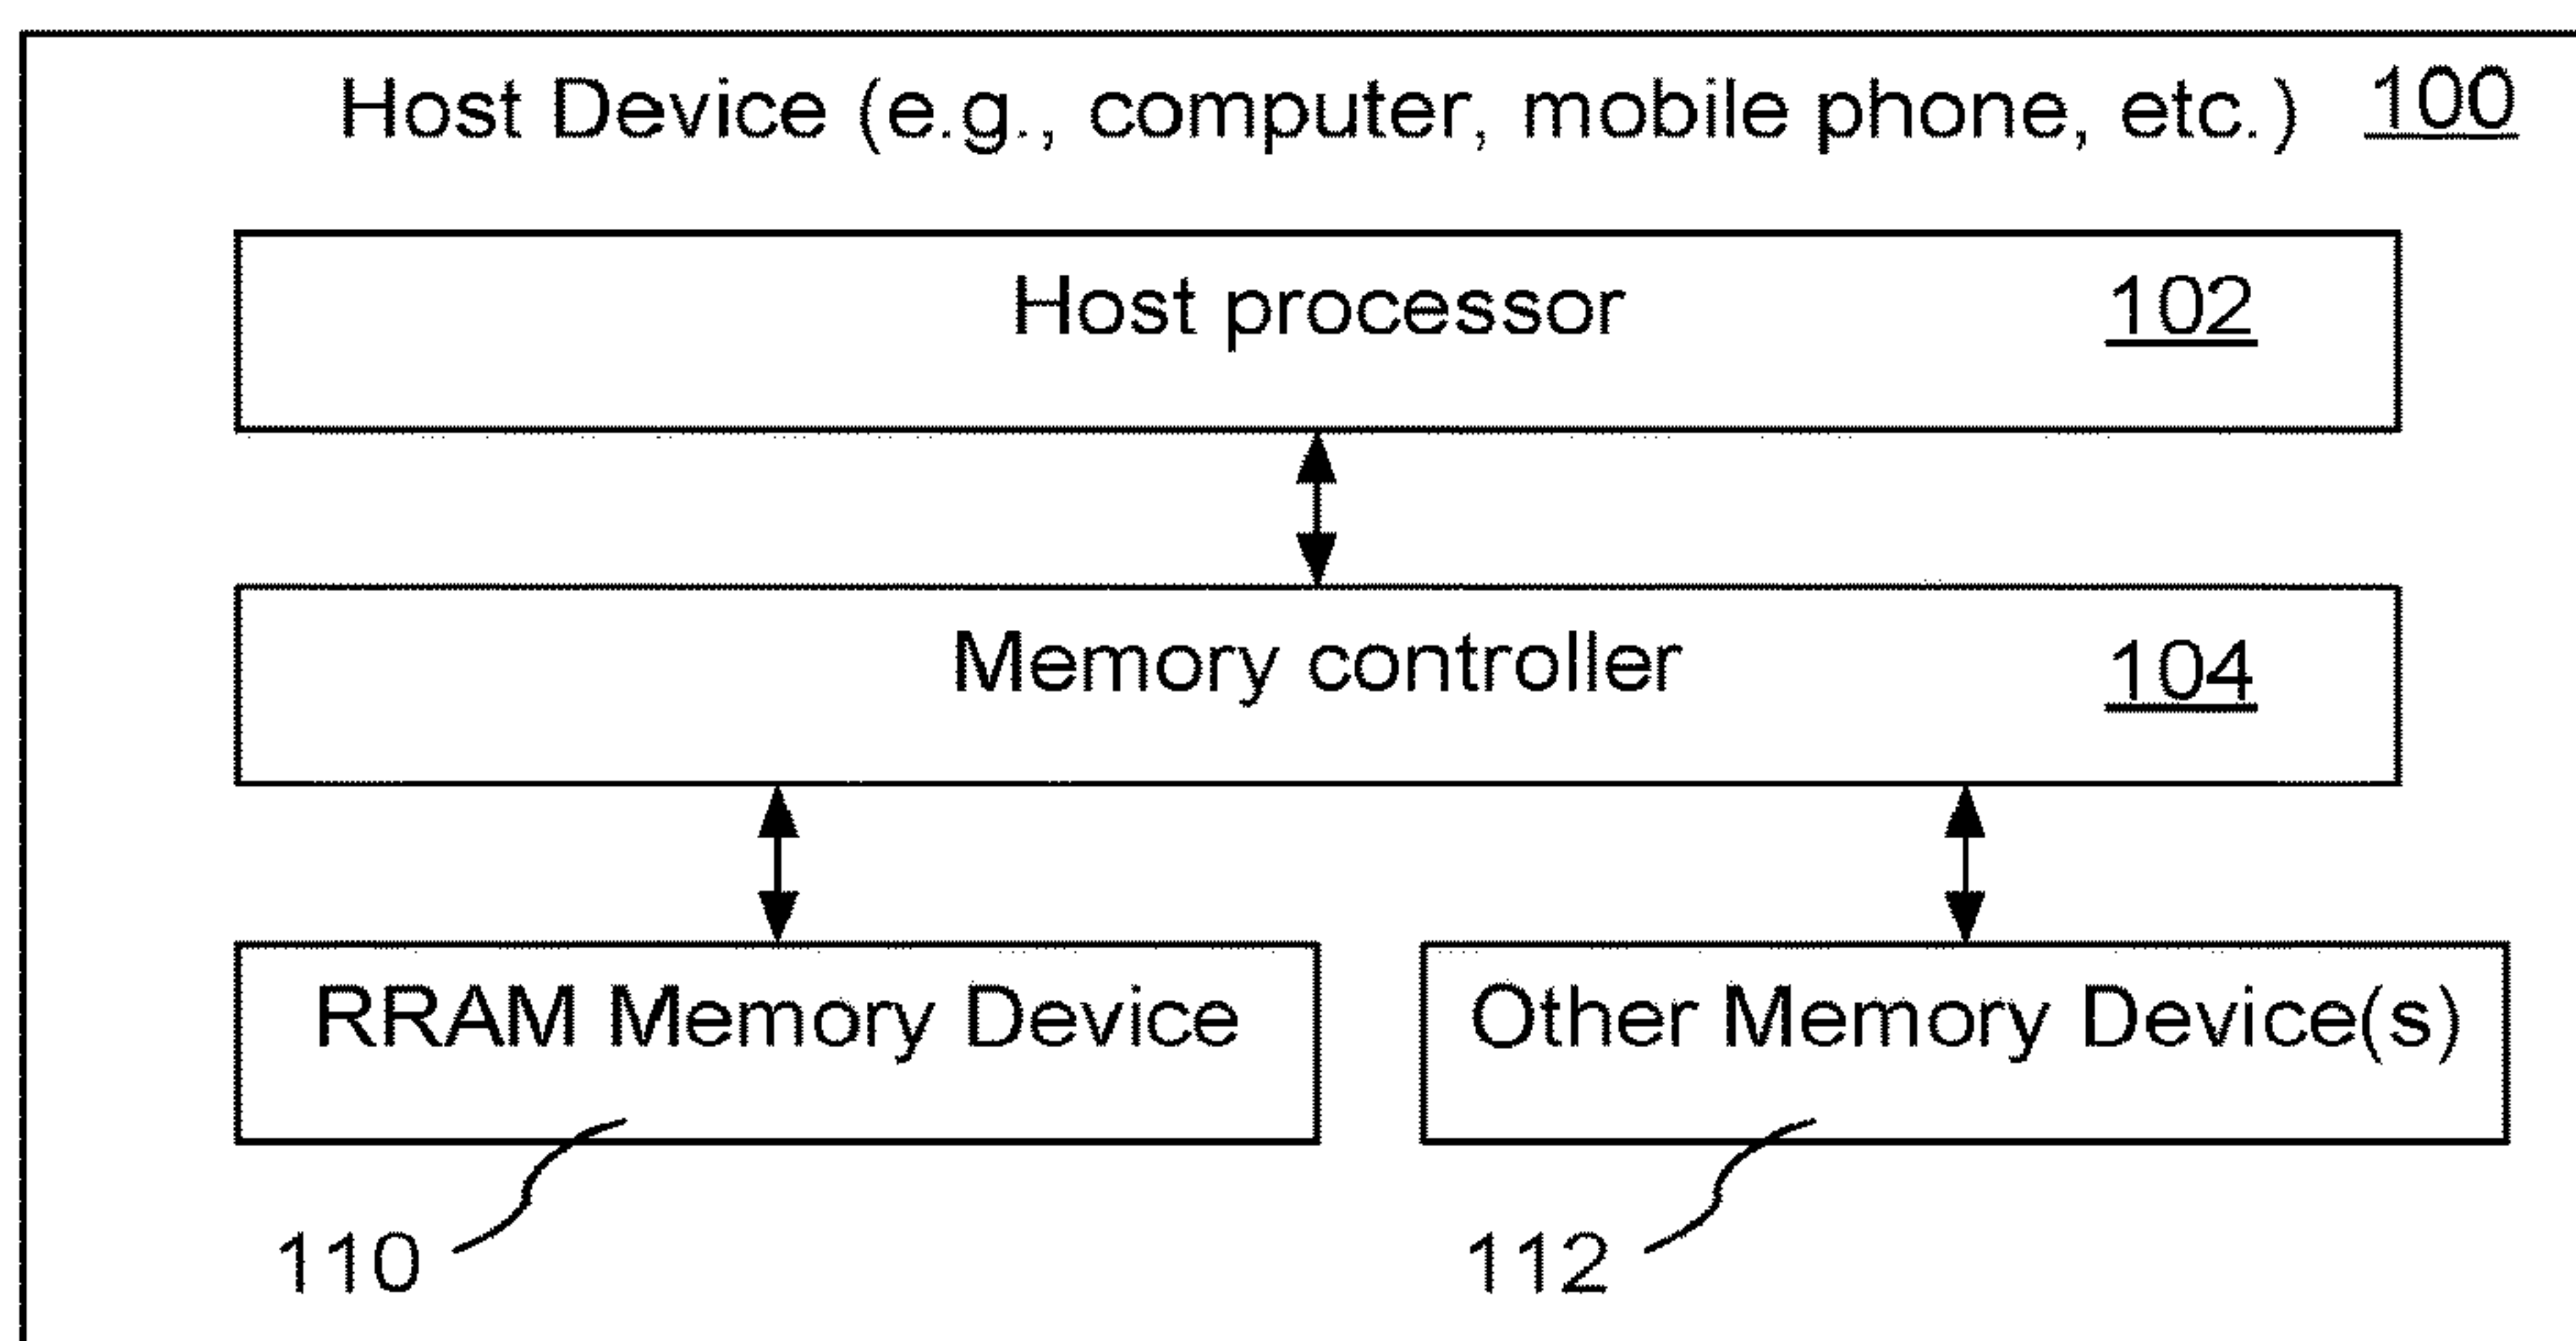 Host Device (e.g., computer, mobile phone, etc.) 100
Host processor 102
Memory controller 104
RRAM Memory Device Other Memory Device(s)
110 112